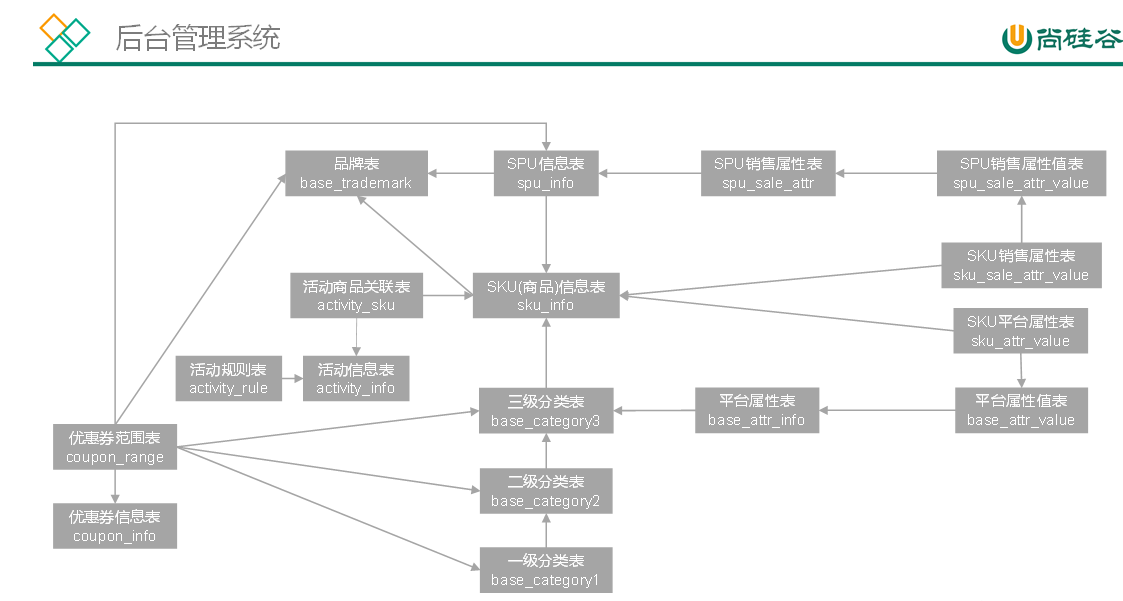 后台管理系统
尚硅谷
品牌表
base_trademark
SPU信息表
spu_info
SPU销售属性表
spu_sale_attr
SPU销售属性值表
spu_sale_attr_value
活动商品关联表
activity_sku
SKU(商品)信息表
sku_info
SKU销售属性表
sku_sale_attr_value
SKU平台属性表
sku_attr_value
活动规则表
activity_rule
活动信息表
activity_info
三级分类表
base_category3
平台属性表
base_attr_info
平台属性值表
base_attr_value
优惠券范围表
coupon_range
二级分类表
base_category2
优惠券信息表
coupon_info
一级分类表
base_category1